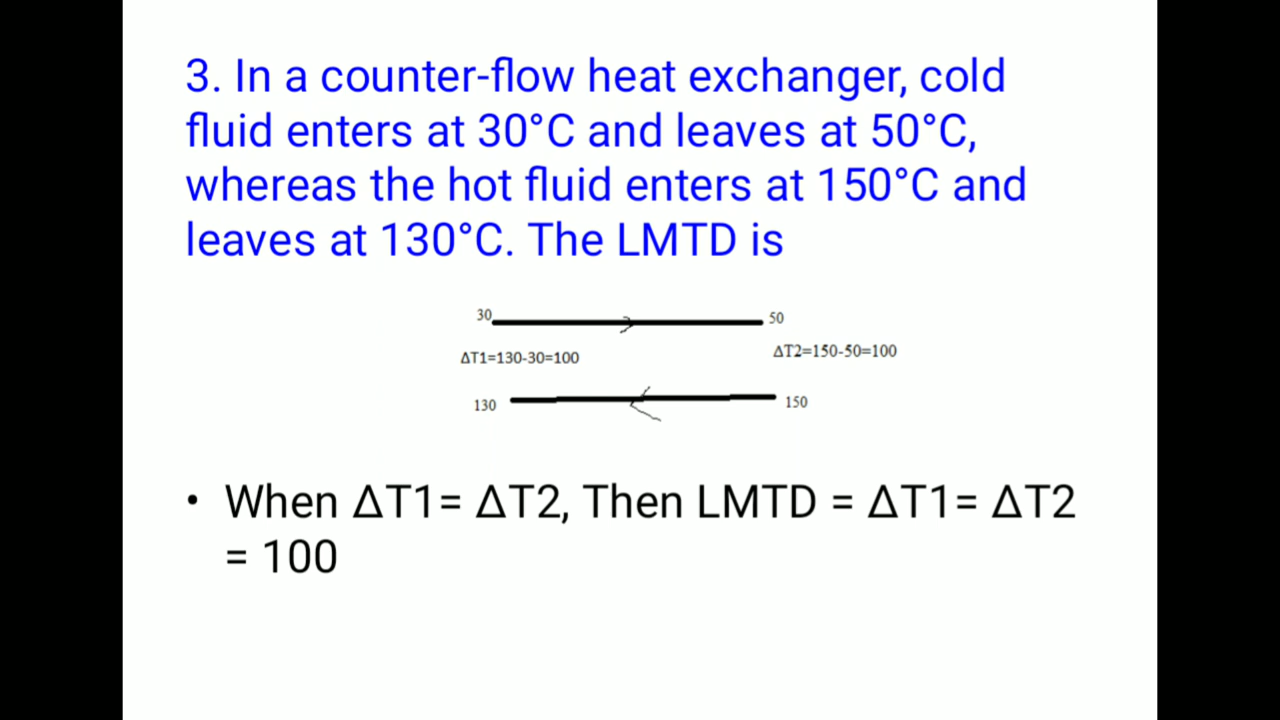 3. In a counter-flow heat exchanger, cold
fluid enters at 30°C and leaves at 50°C,
whereas the hot fluid enters at 150°C and
leaves at 130°C. The LMTD is
30
50
ΔT1=130-30=100
ΔT2=150-50=100
130
150
• When ΔT1= ΔT2, Then LMTD = ΔT1= ΔT2
= 100